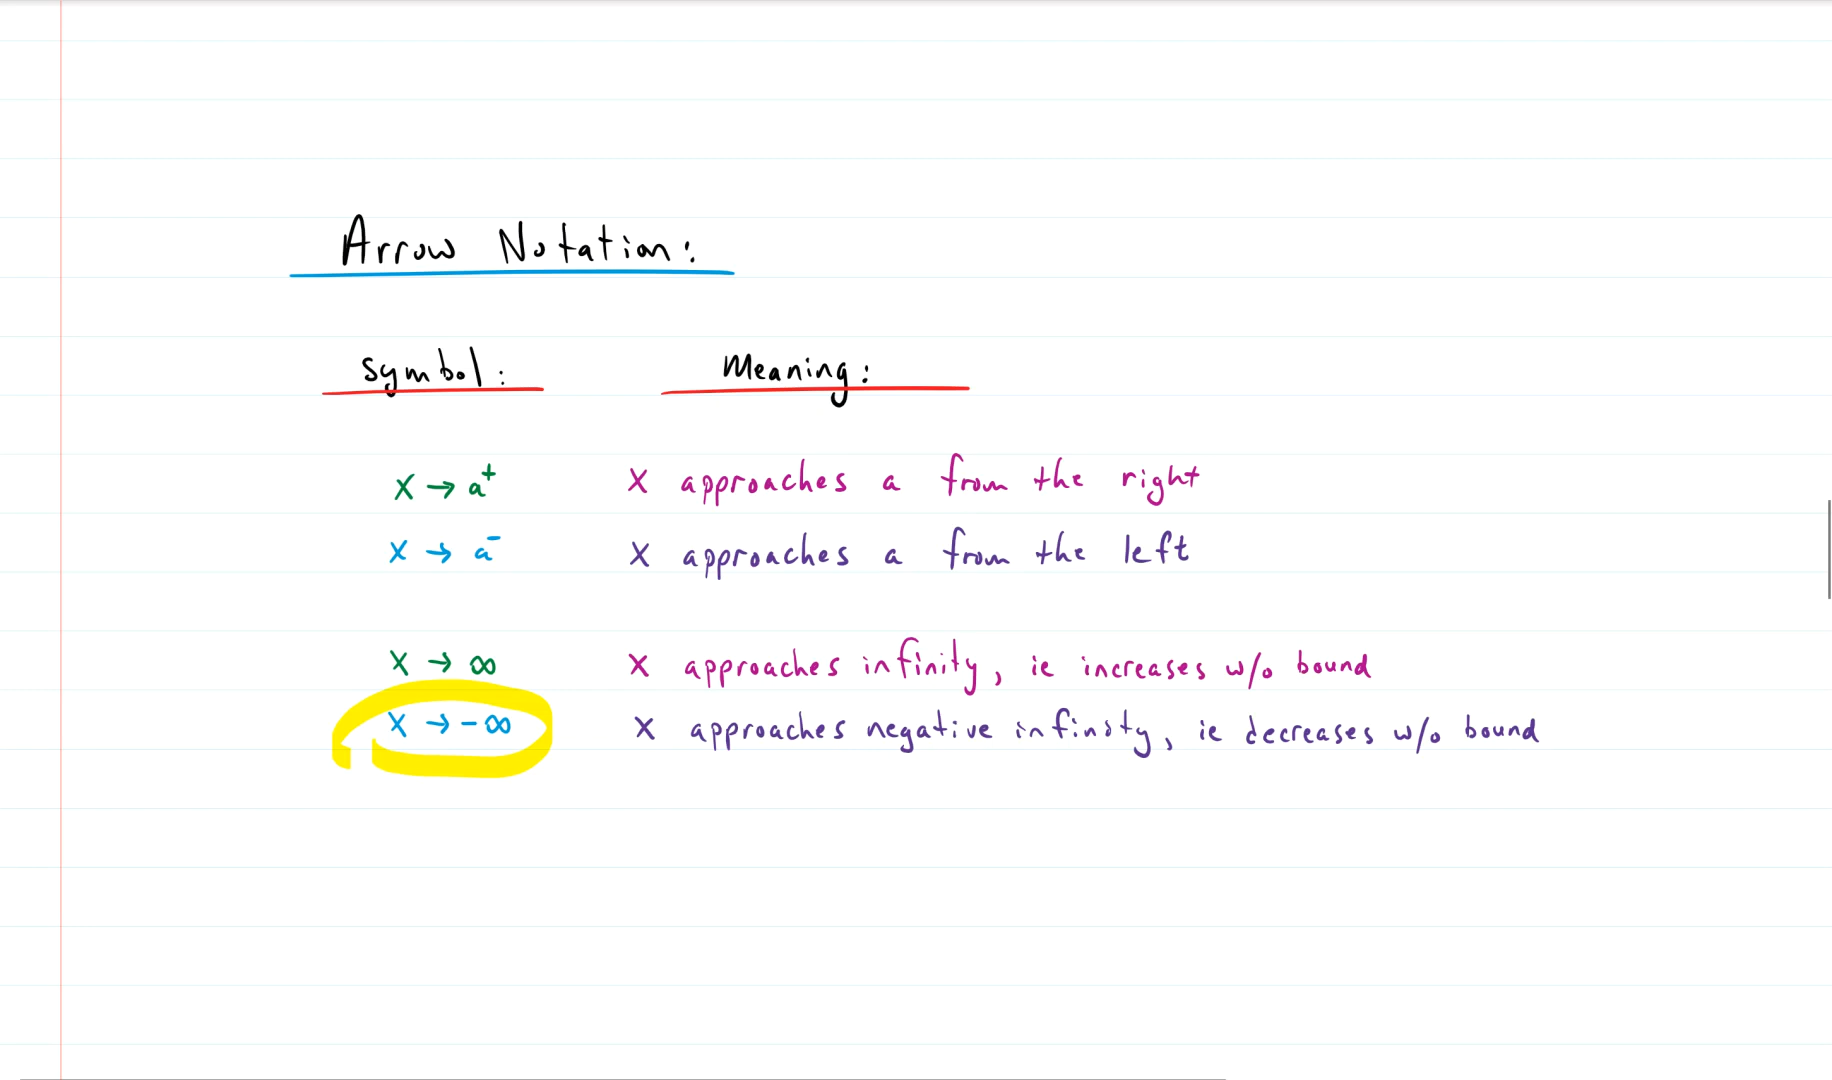 Arrow Notation:
Symbol: Meaning:
X → a⁺ X approaches a from the right
X → a⁻ X approaches a from the left
X → ∞ X approaches infinity, ie increases w/o bound
X → -∞ X approaches negative infinity, ie decreases w/o bound